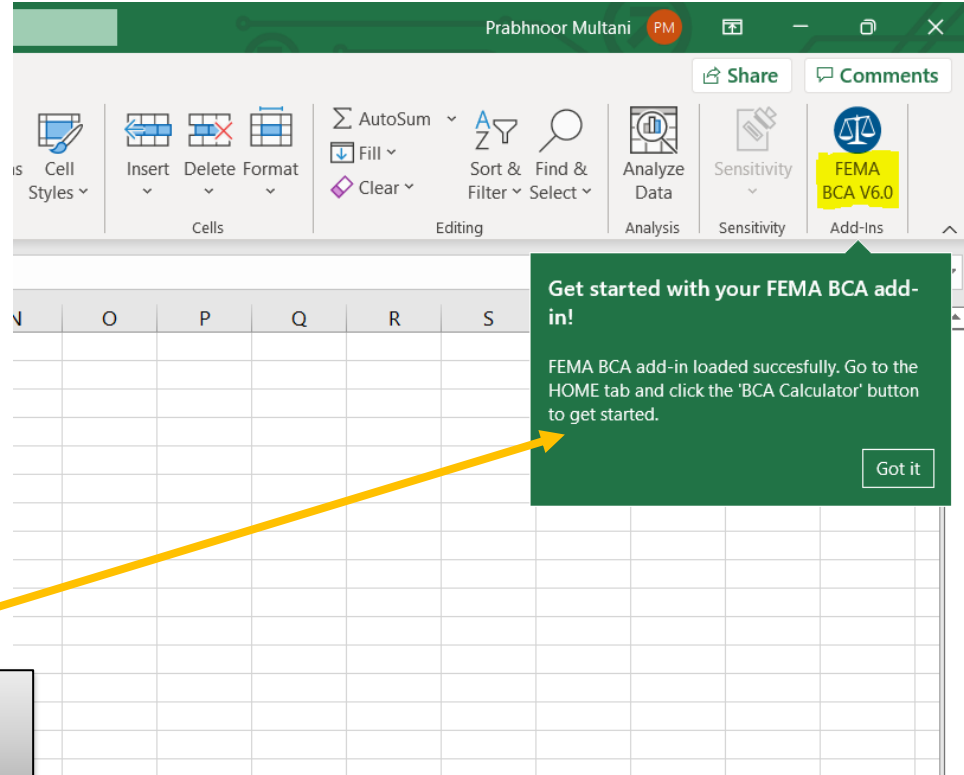 Prabhnoor Multani PM
Share Comments
s Cell Styles
Insert Delete Format
Cells
AutoSum
Fill
Clear
Sort & Filter
Find & Select
Editing
Analyze Data
Analysis
Sensitivity
Sensitivity
FEMA
BCA V6.0
Add-Ins
Get started with your FEMA BCA add-
in!
FEMA BCA add-in loaded succesfully. Go to the
HOME tab and click the 'BCA Calculator' button
to get started.
Got it
N O P Q R S